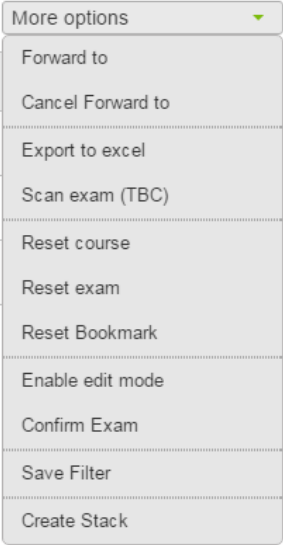 More options
Forward to
Cancel Forward to
Export to excel
Scan exam (TBC)
Reset course
Reset exam
Reset Bookmark
Enable edit mode
Confirm Exam
Save Filter
Create Stack